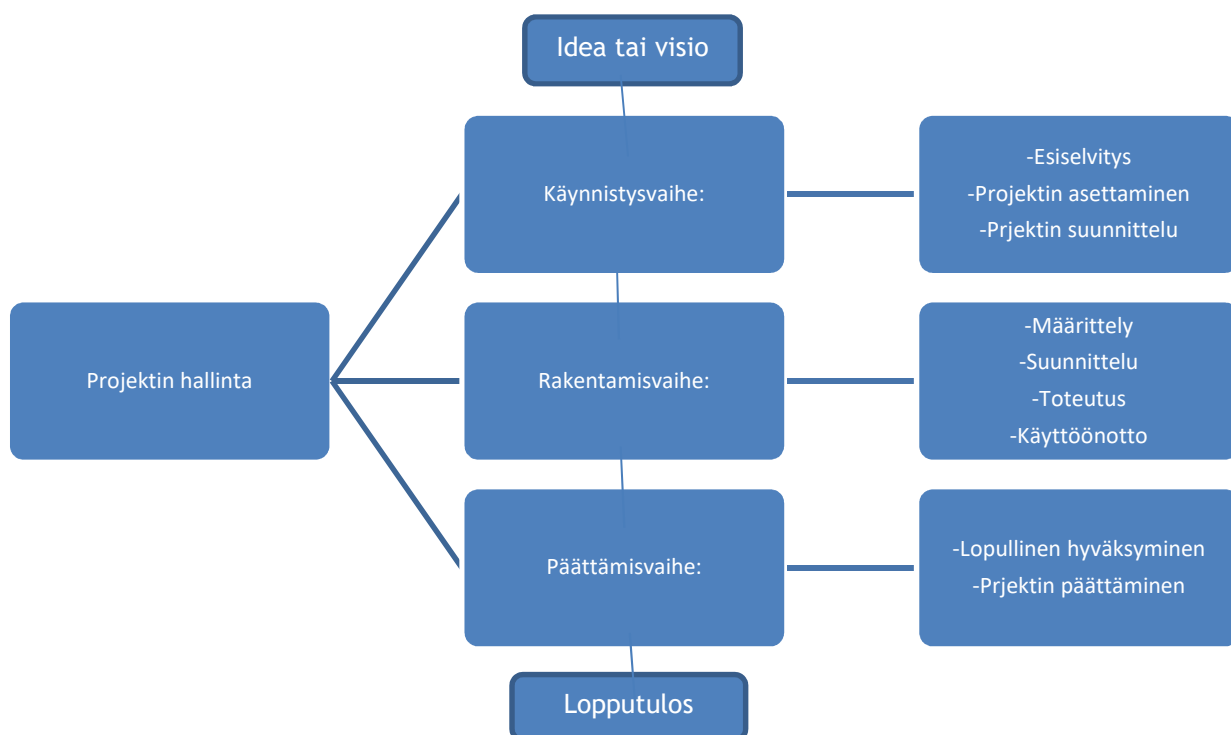 Idea tai visio
Käynnistysvaihe:
-Esiselvitys
-Projektin asettaminen
-Prjektin suunnittelu
Projektin hallinta
Rakentamisvaihe:
-Määrittely
-Suunnittelu
-Toteutus
-Käyttöönotto
Päättämisvaihe:
-Lopullinen hyväksyminen
-Prjektin päättäminen
Lopputulos